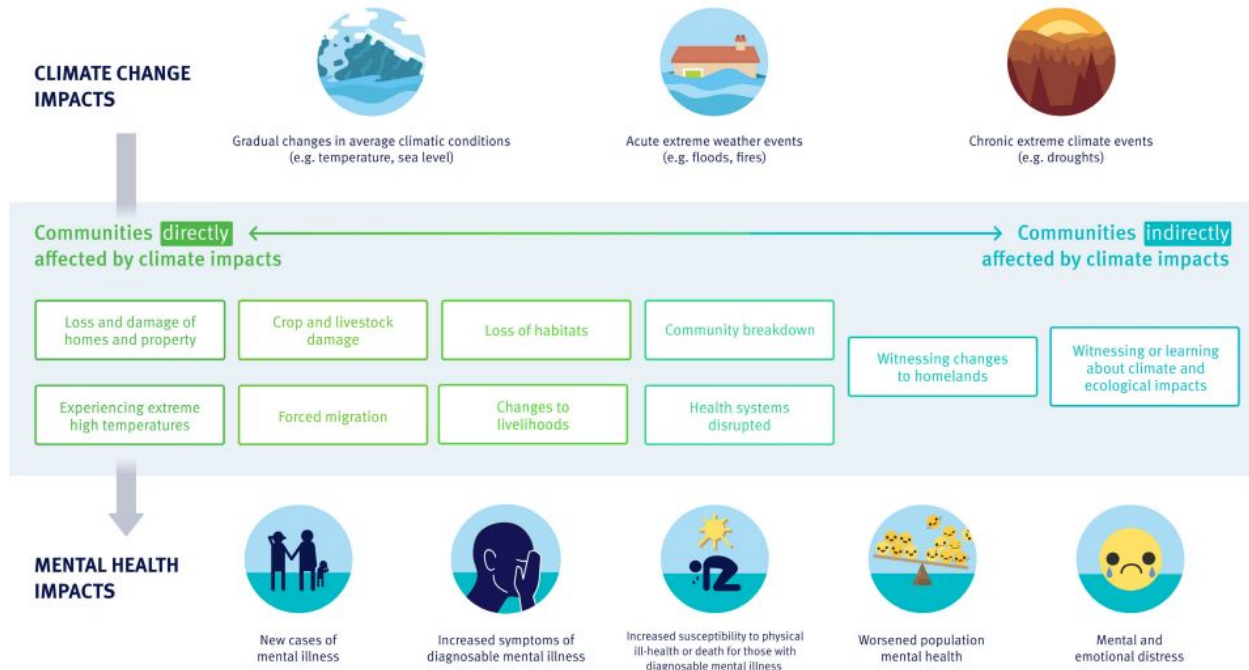 CLIMATE CHANGE
IMPACTS
Gradual changes in average climatic conditions
(e.g. temperature, sea level)
Acute extreme weather events
(e.g. floods, fires)
Chronic extreme climate events
(e.g. droughts)
Communities directly
affected by climate impacts
Communities indirectly
affected by climate impacts
Loss and damage of
homes and property
Crop and livestock
damage
Loss of habitats
Community breakdown
Witnessing changes
to homelands
Witnessing or learning
about climate and
ecological impacts
Experiencing extreme
high temperatures
Forced migration
Changes to
livelihoods
Health systems
disrupted
MENTAL HEALTH
IMPACTS
New cases of
mental illness
Increased symptoms of
diagnosable mental illness
Increased susceptibility to physical
ill-health or death for those with
diagnosable mental illness
Worsened population
mental health
Mental and
emotional distress